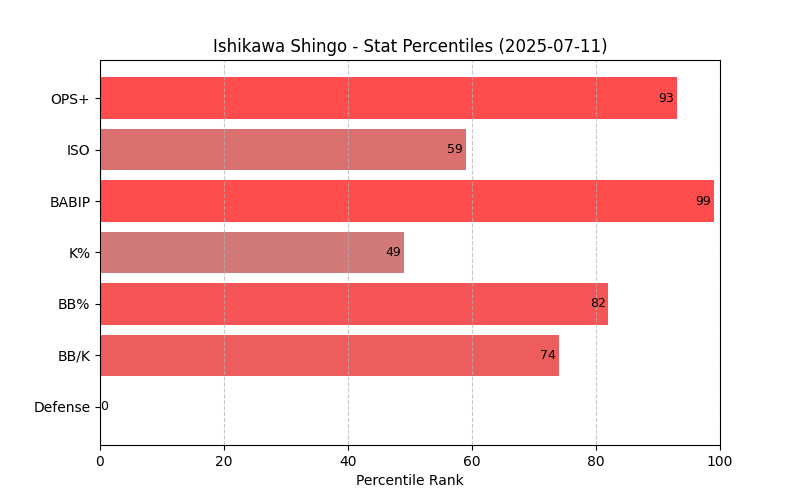 Ishikawa Shingo - Stat Percentiles (2025-07-11)
OPS+ 93
ISO 59
BABIP 99
K% 49
BB% 82
BB/K 74
Defense 0
0 20 40 60 80 100
Percentile Rank